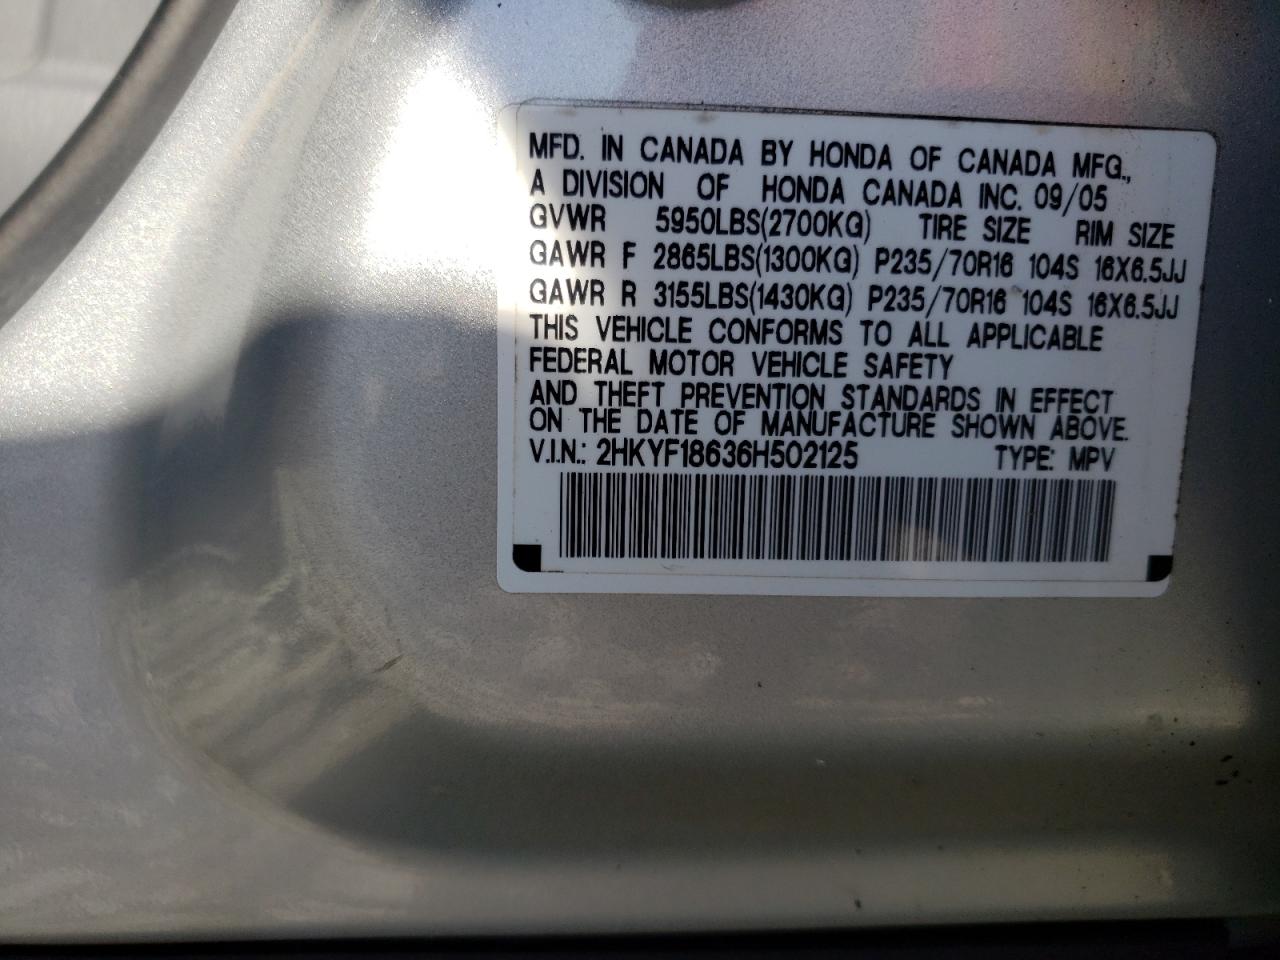 MFD. IN CANADA BY HONDA OF CANADA MFG.,
A DIVISION OF HONDA CANADA INC. 09/05
GVWR 5950LBS(2700KG) TIRE SIZE RIM SIZE
GAWR F 2865LBS(1300KG) P235/70R16 104S 16X6.5JJ
GAWR R 3155LBS(1430KG) P235/70R16 104S 16X6.5JJ
THIS VEHICLE CONFORMS TO ALL APPLICABLE
FEDERAL MOTOR VEHICLE SAFETY
AND THEFT PREVENTION STANDARDS IN EFFECT
ON THE DATE OF MANUFACTURE SHOWN ABOVE.
V.I.N.: 2HKYF18636H502125 TYPE: MPV